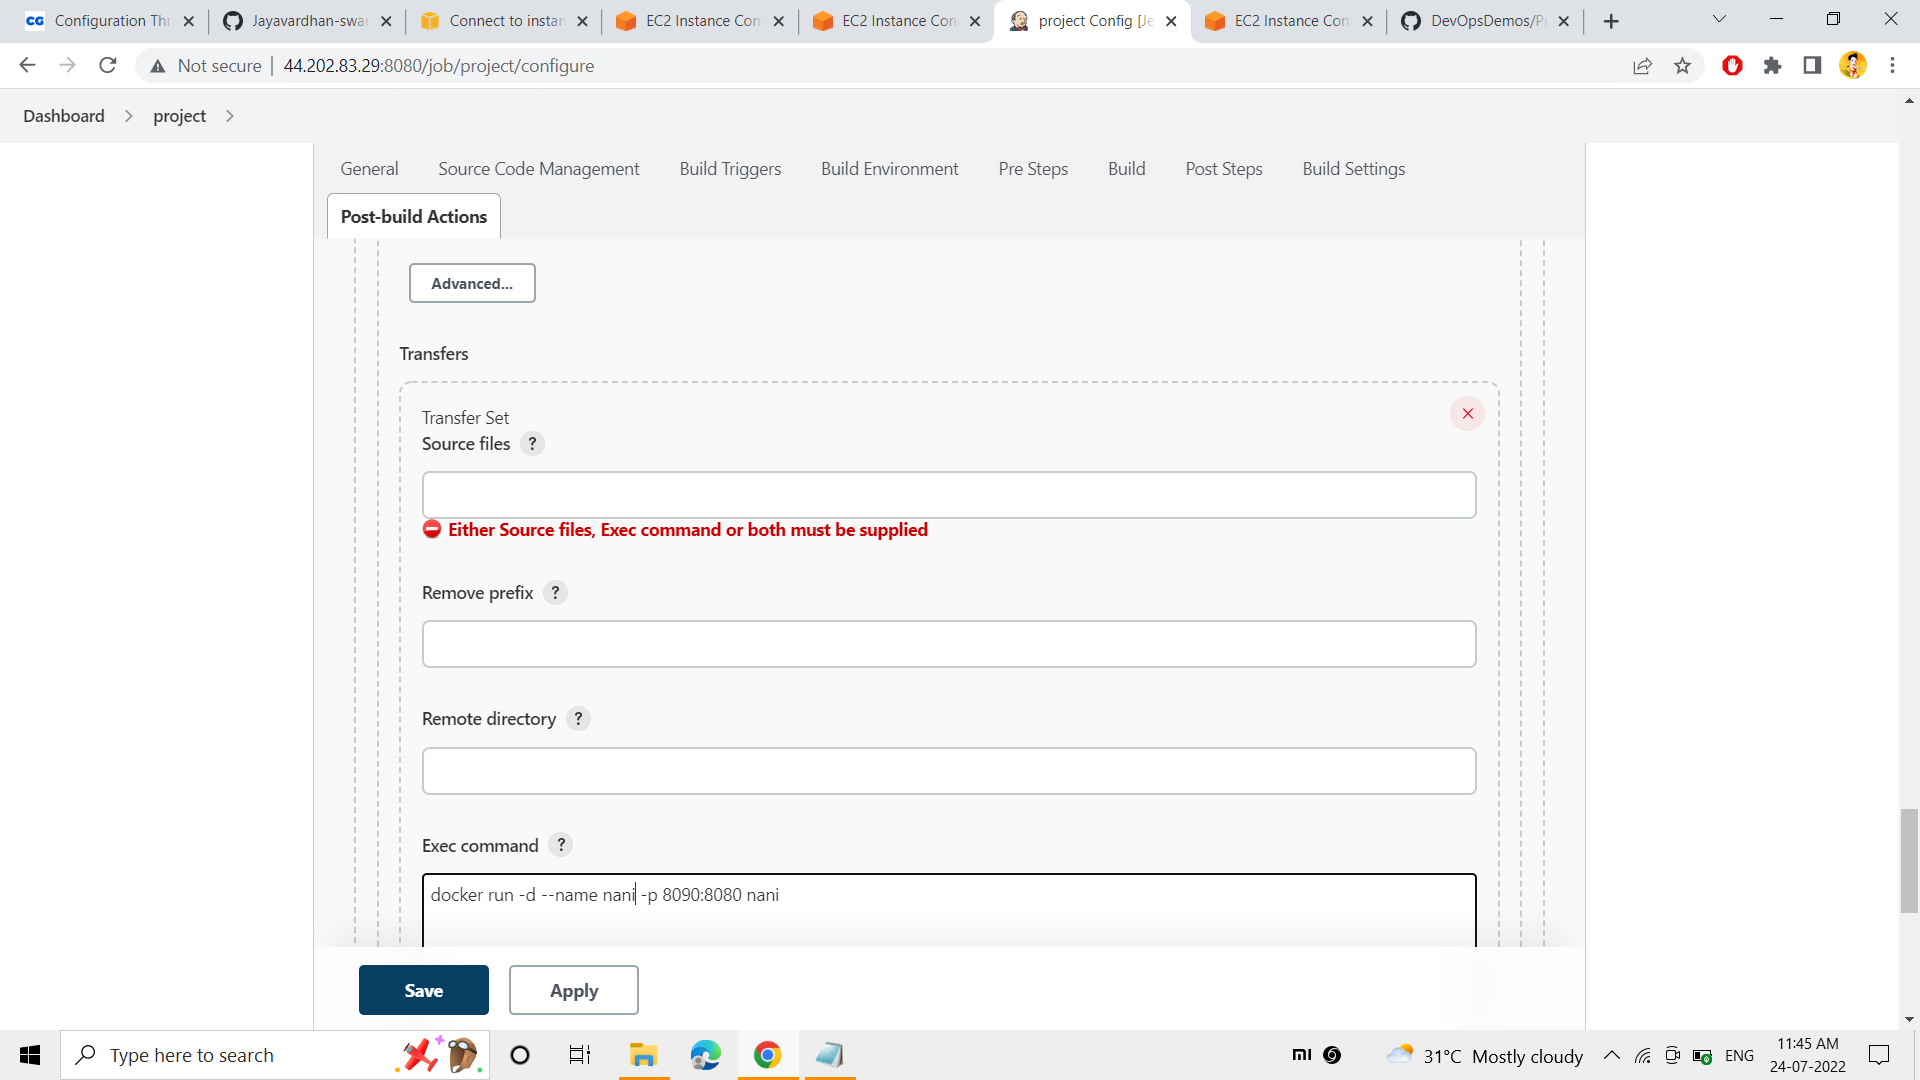 Configuration Thr
Jayavardhan-swar
Connect to instan
EC2 Instance Con
EC2 Instance Con
project Config [Je
EC2 Instance Con
DevOpsDemos/P
Not secure
44.202.83.29:8080/job/project/configure
Dashboard
project
General
Source Code Management
Build Triggers
Build Environment
Pre Steps
Build
Post Steps
Build Settings
Post-build Actions
Advanced...
Transfers
Transfer Set
Source files ?
Either Source files, Exec command or both must be supplied
Remove prefix ?
Remote directory ?
Exec command ?
docker run -d --name nani -p 8090:8080 nani
Save
Apply
Type here to search
31°C Mostly cloudy
ENG
11:45 AM
24-07-2022